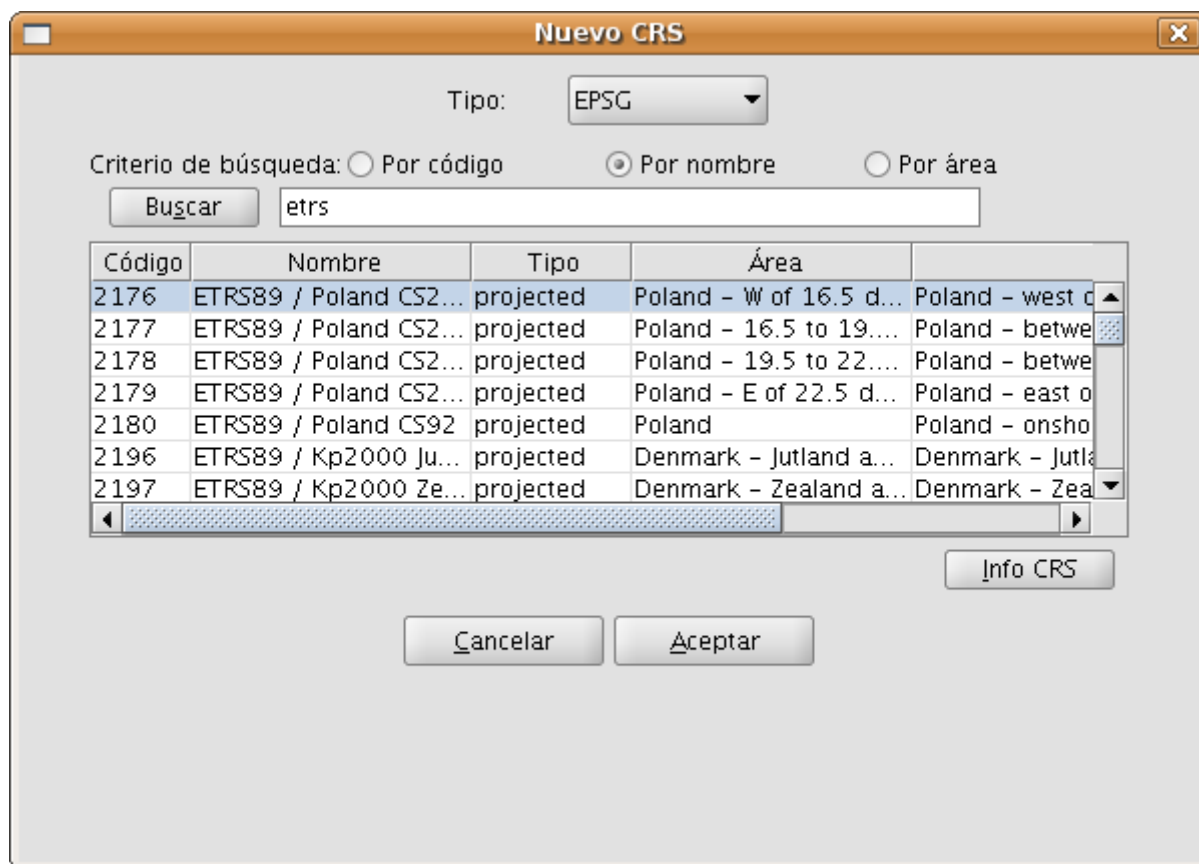 Nuevo CRS
Tipo: EPSG
Criterio de búsqueda: Por código Por nombre Por área
Buscar etrs
Código Nombre Tipo Área
2176 ETRS89 / Poland CS2... projected Poland – W of 16.5 d... Poland – west
2177 ETRS89 / Poland CS2... projected Poland – 16.5 to 19.... Poland – betwe
2178 ETRS89 / Poland CS2... projected Poland – 19.5 to 22.... Poland – betwe
2179 ETRS89 / Poland CS2... projected Poland – E of 22.5 d... Poland – east o
2180 ETRS89 / Poland CS92 projected Poland Poland – onsho
2196 ETRS89 / Kp2000 Ju... projected Denmark – Jutland a... Denmark – Jutla
2197 ETRS89 / Kp2000 Ze... projected Denmark – Zealand a... Denmark – Zea
Info CRS
Cancelar Aceptar